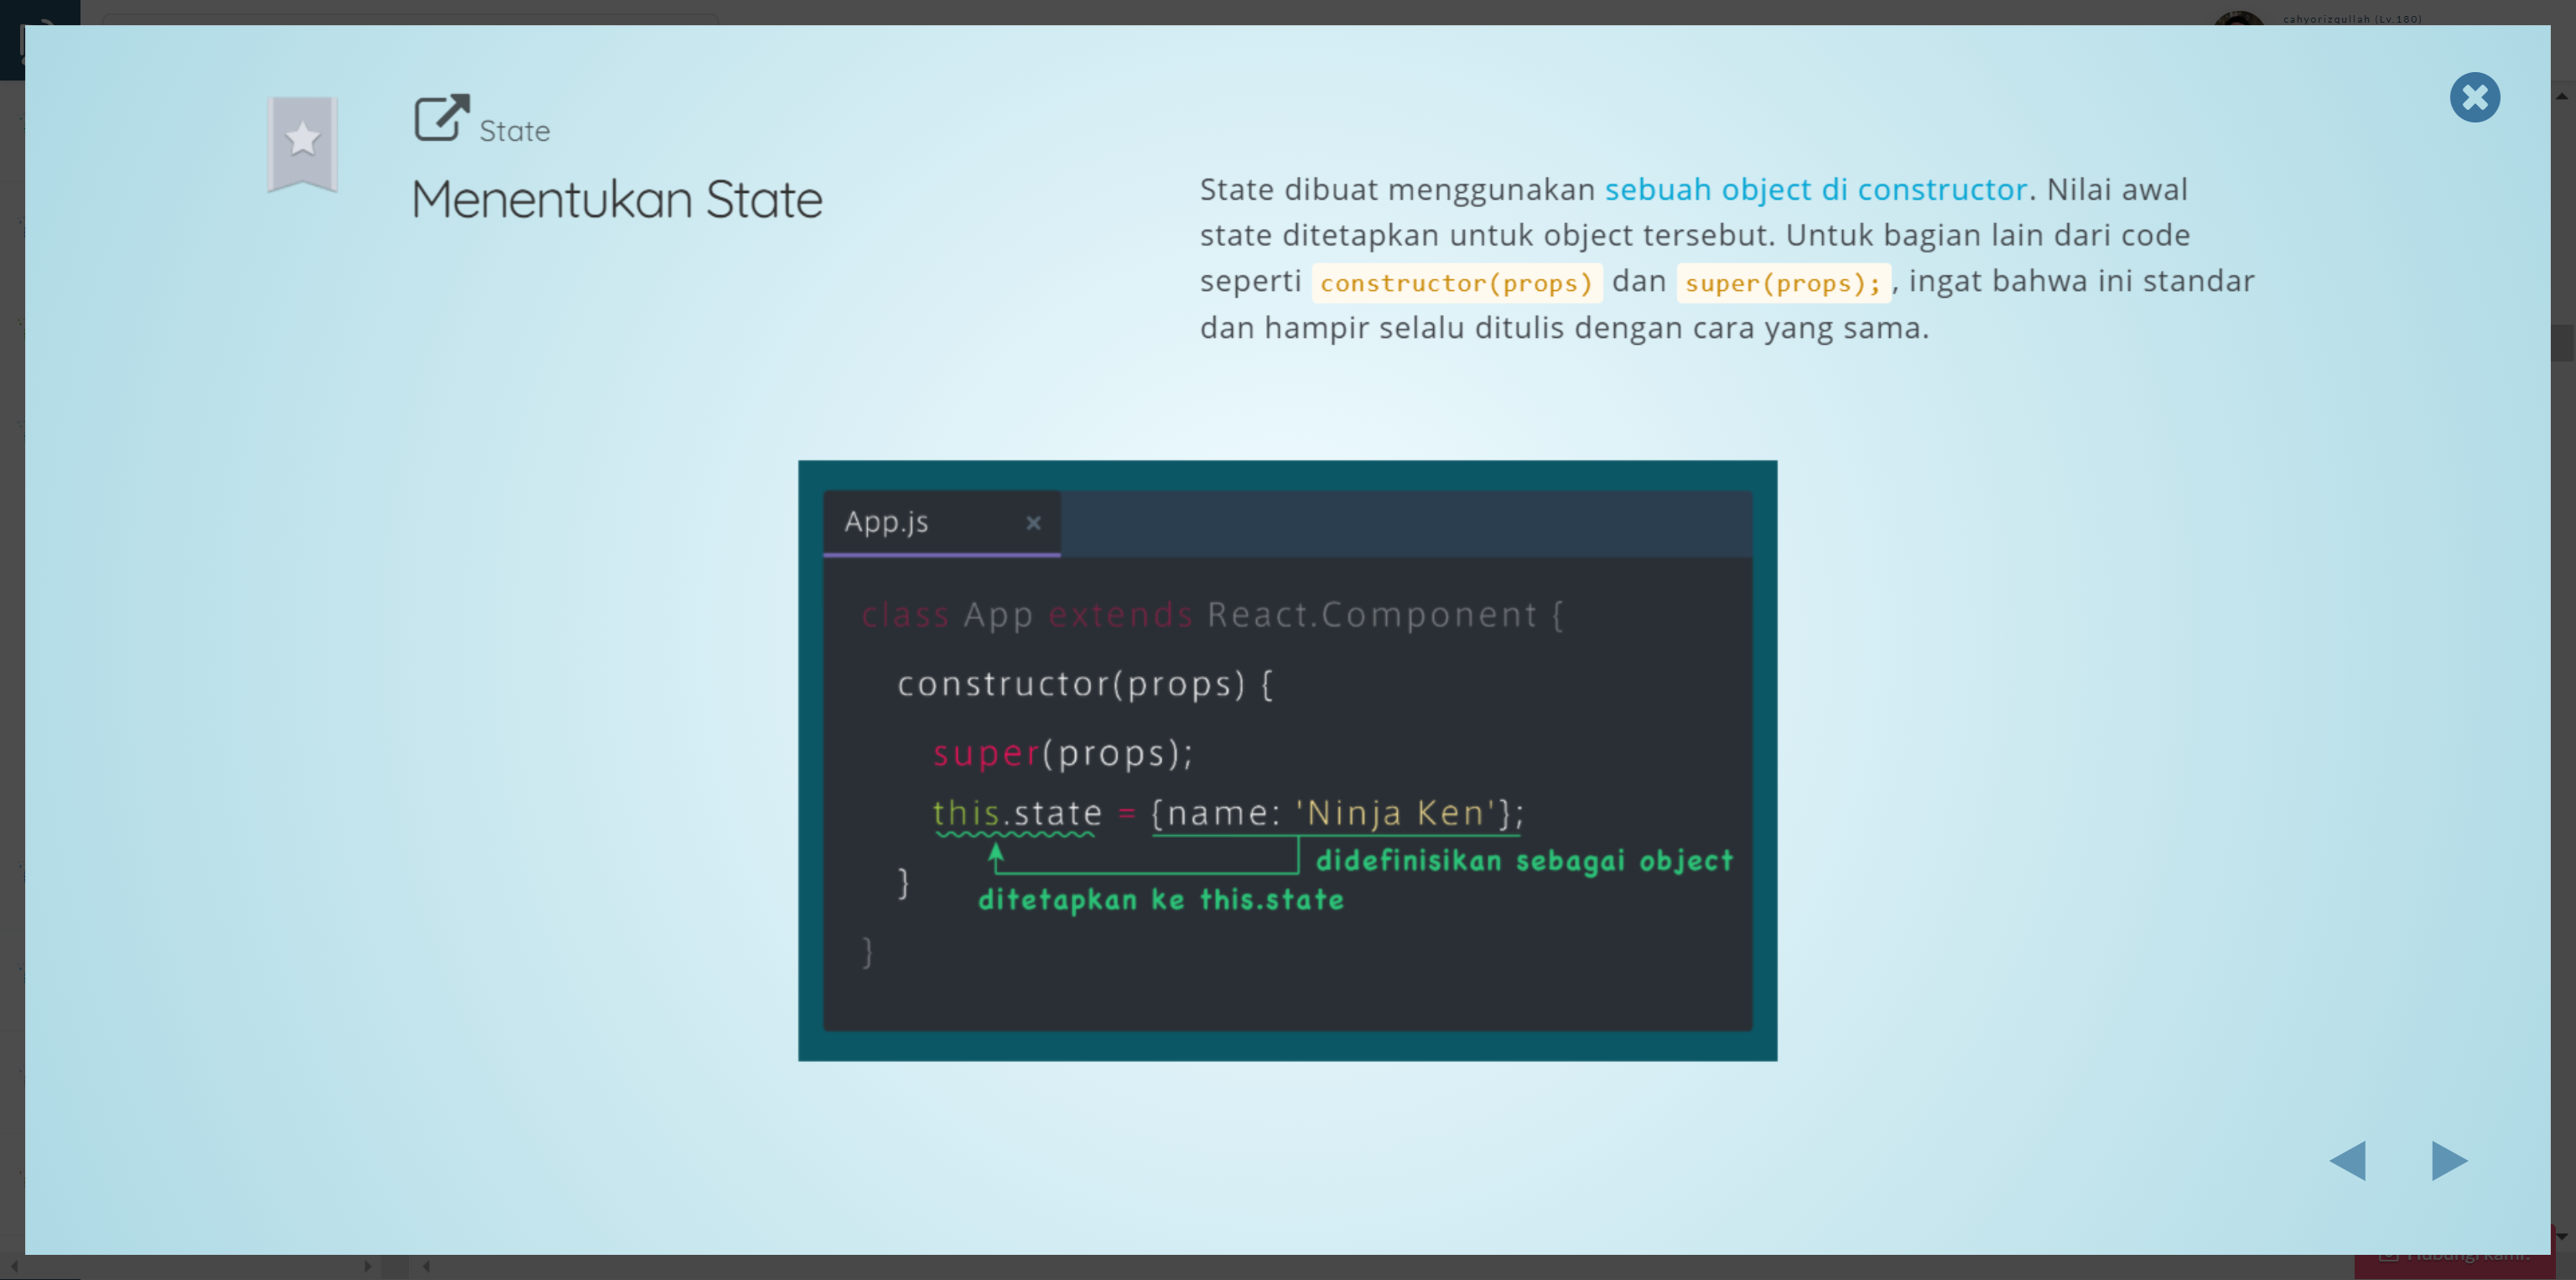 cahyorizqullah (Lv.180)
State
Menentukan State
State dibuat menggunakan sebuah object di constructor. Nilai awal
state ditetapkan untuk object tersebut. Untuk bagian lain dari code
seperti constructor(props) dan super(props); , ingat bahwa ini standar
dan hampir selalu ditulis dengan cara yang sama.
App.js
class App extends React.Component {
constructor(props) {
super(props);
this.state = {name: 'Ninja Ken'};
didefinisikan sebagai object
}
ditetapkan ke this.state
}
Hubungi kami!